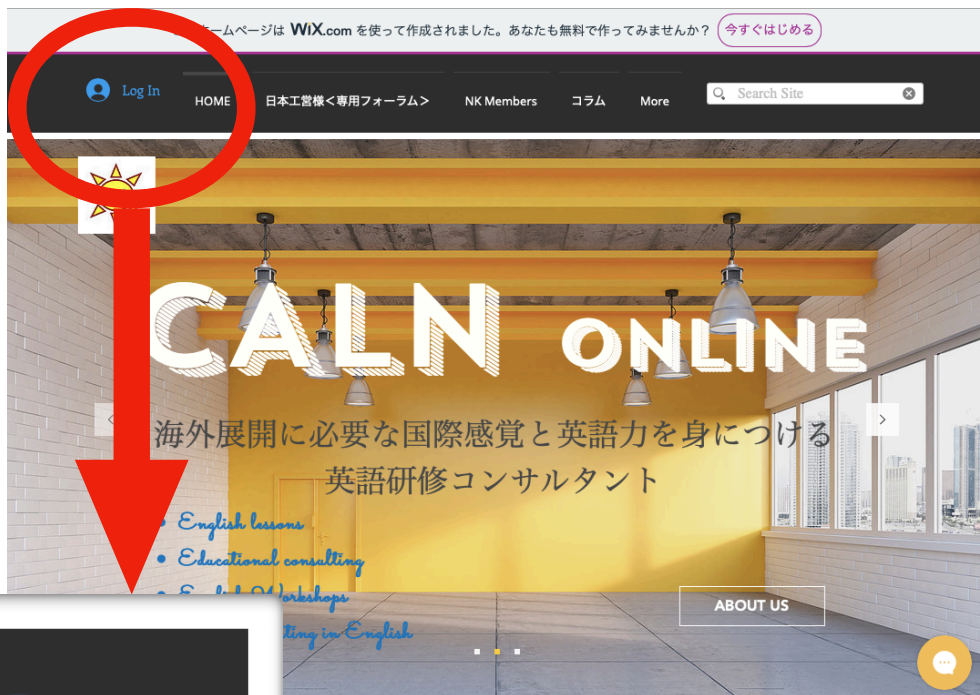 ームページは WiX.com を使って作成されました。あなたも無料で作ってみませんか？ 今すぐはじめる
Log In
HOME 日本工営様＜専用フォーラム＞ NK Members コラム More
Search Site
CALN ONLINE
海外展開に必要な国際感覚と英語力を身につける
英語研修コンサルタント
English lessons
Educational consulting
Workshops
in English
ABOUT US